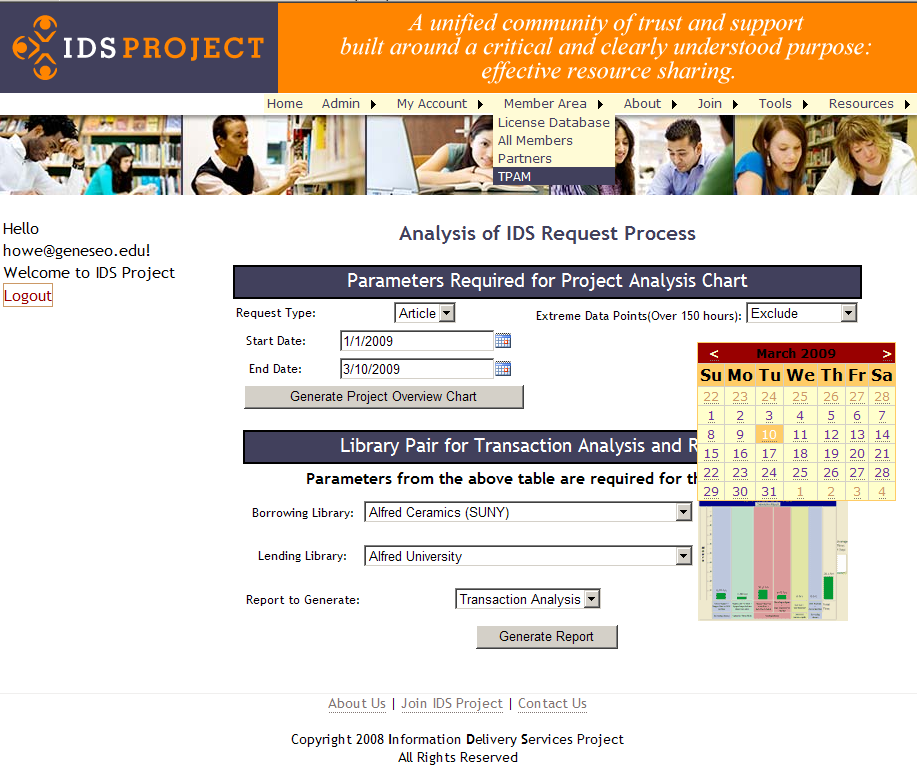 IDS PROJECT
A unified community of trust and support
built around a critical and clearly understood purpose:
effective resource sharing.
Home Admin My Account Member Area About Join Tools Resources
License Database
All Members
Partners
TPAM
Hello
howe@geneseo.edu!
Welcome to IDS Project
Logout
Analysis of IDS Request Process
Parameters Required for Project Analysis Chart
Request Type: Article Extreme Data Points(Over 150 hours): Exclude
Start Date: 1/1/2009
End Date: 3/10/2009
Generate Project Overview Chart
< March 2009 >
Su Mo Tu We Th Fr Sa
22 23 24 25 26 27 28
1 2 3 4 5 6 7
8 9 10 11 12 13 14
15 16 17 18 19 20 21
22 23 24 25 26 27 28
29 30 31 1 2 3 4
Library Pair for Transaction Analysis and R
Parameters from the above table are required for th
Borrowing Library: Alfred Ceramics (SUNY)
Lending Library: Alfred University
Report to Generate: Transaction Analysis
Generate Report
About Us | Join IDS Project | Contact Us
Copyright 2008 Information Delivery Services Project
All Rights Reserved